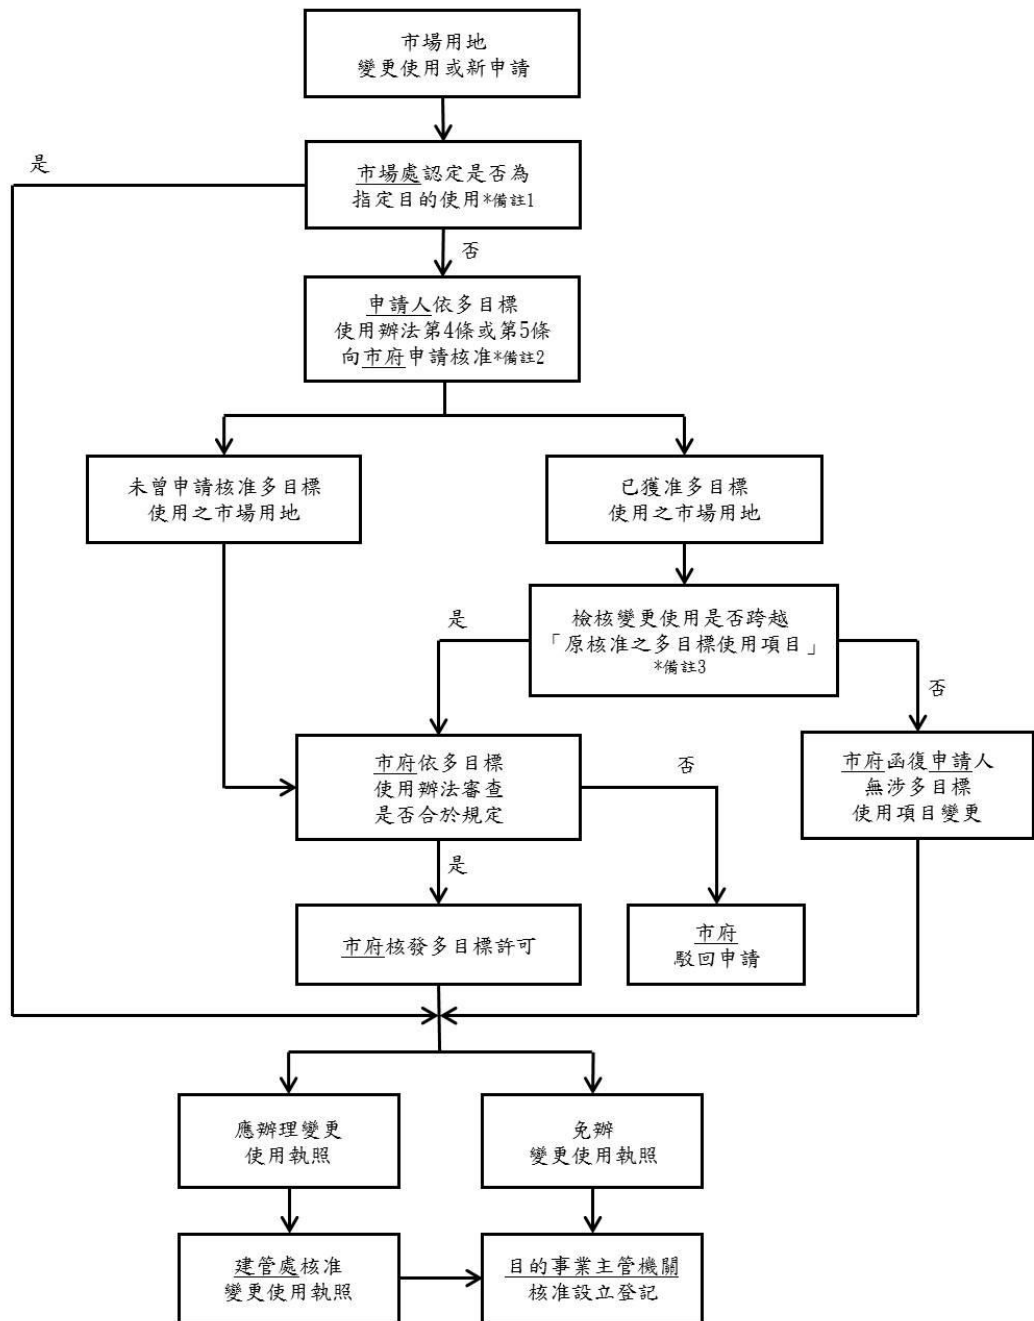 市場用地
變更使用或新申請
是
市場處認定是否為
指定目的使用*備註1
否
申請人依多目標
使用辦法第4條或第5條
向市府申請核准*備註2
未曾申請核准多目標
使用之市場用地
已獲准多目標
使用之市場用地
是
檢核變更使用是否跨越
「原核准之多目標使用項目」
*備註3
否
市府依多目標
使用辦法審查
是否合於規定
否
市府函復申請人
無涉多目標
使用項目變更
是
市府核發多目標許可
市府
駁回申請
應辦理變更
使用執照
免辦
變更使用執照
建管處核准
變更使用執照
目的事業主管機關
核准設立登記